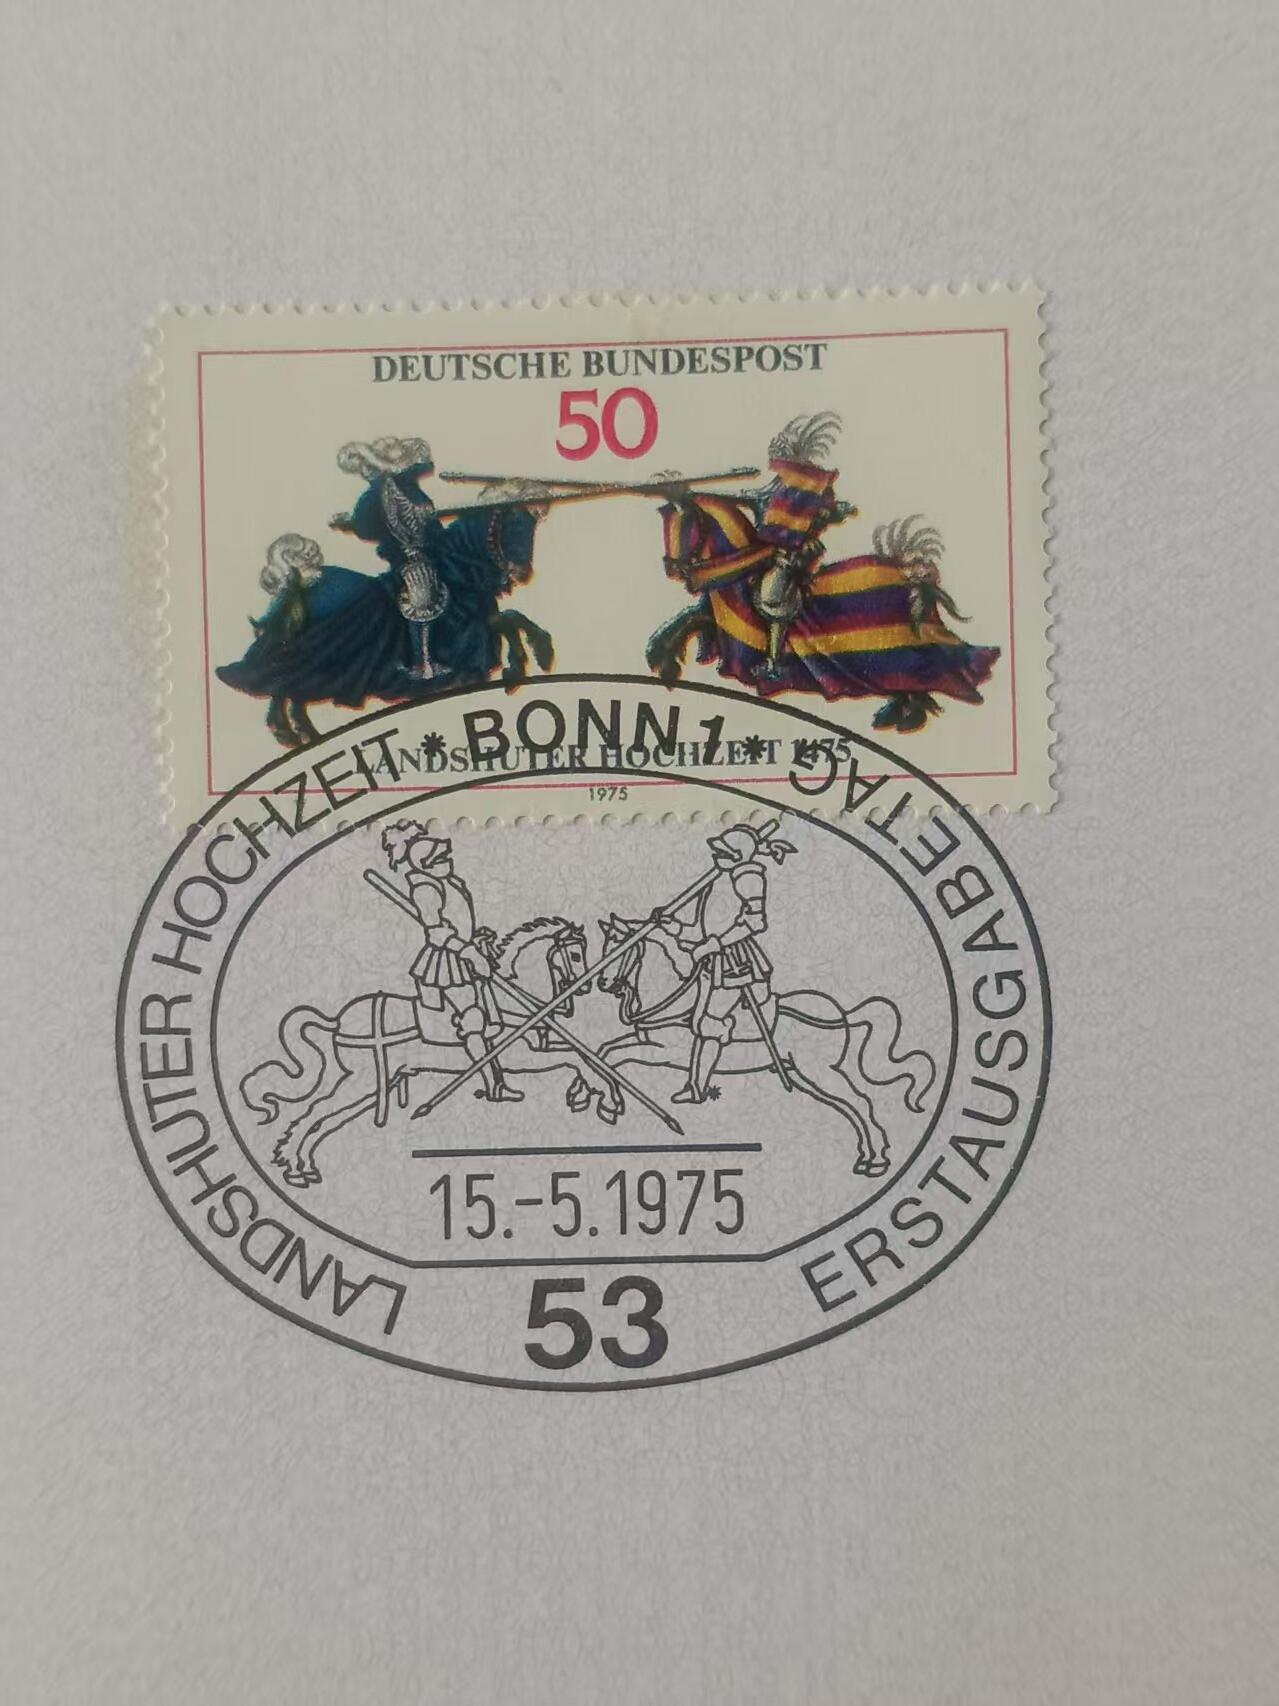 DEUTSCHE BUNDESPOST
50
LANDSHUTER HOCHZEIT 1475
1975
LANDSHUTER HOCHZEIT * BONN 1 * ERSTAUSGABETAG
15.-5.1975
53